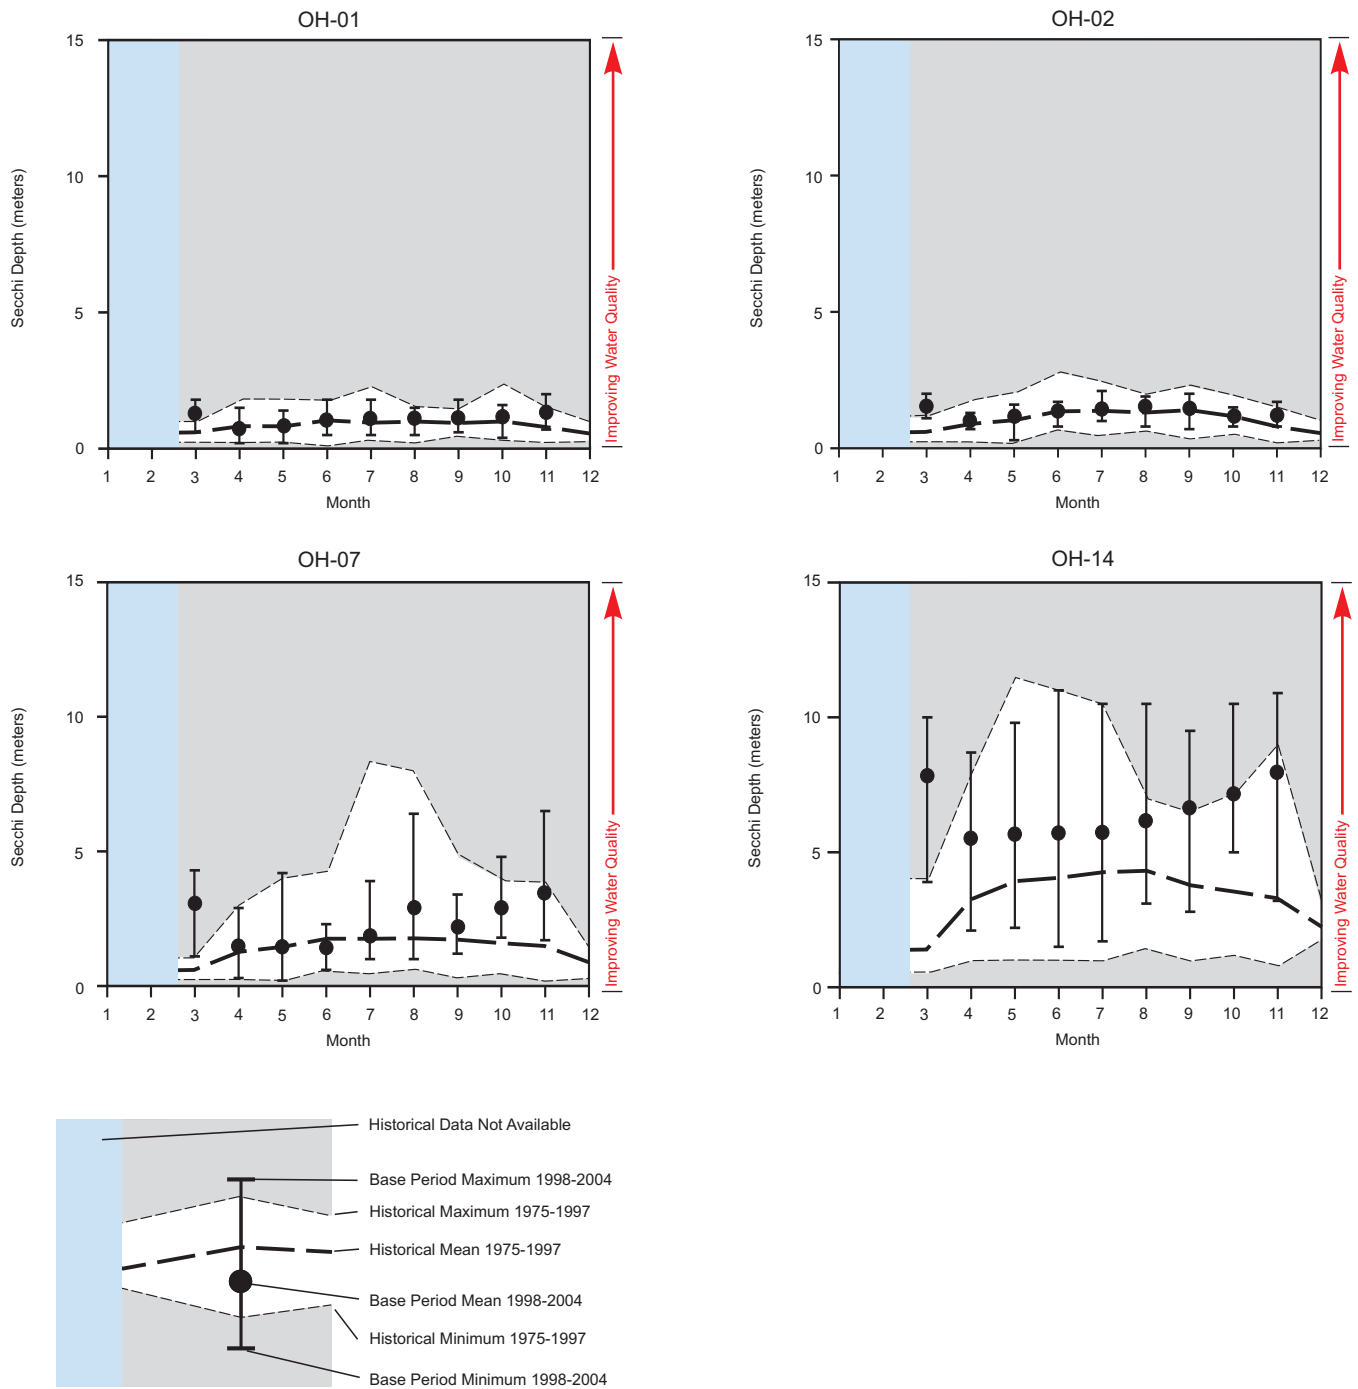 OH-01
15
10
5
0
Secchi Depth (meters)
1 2 3 4 5 6 7 8 9 10 11 12
Month
Improving Water Quality
OH-02
15
10
5
0
Secchi Depth (meters)
1 2 3 4 5 6 7 8 9 10 11 12
Month
Improving Water Quality
OH-07
15
10
5
0
Secchi Depth (meters)
1 2 3 4 5 6 7 8 9 10 11 12
Month
Improving Water Quality
OH-14
15
10
5
0
Secchi Depth (meters)
1 2 3 4 5 6 7 8 9 10 11 12
Month
Improving Water Quality
Historical Data Not Available
Base Period Maximum 1998-2004
Historical Maximum 1975-1997
Historical Mean 1975-1997
Base Period Mean 1998-2004
Historical Minimum 1975-1997
Base Period Minimum 1998-2004